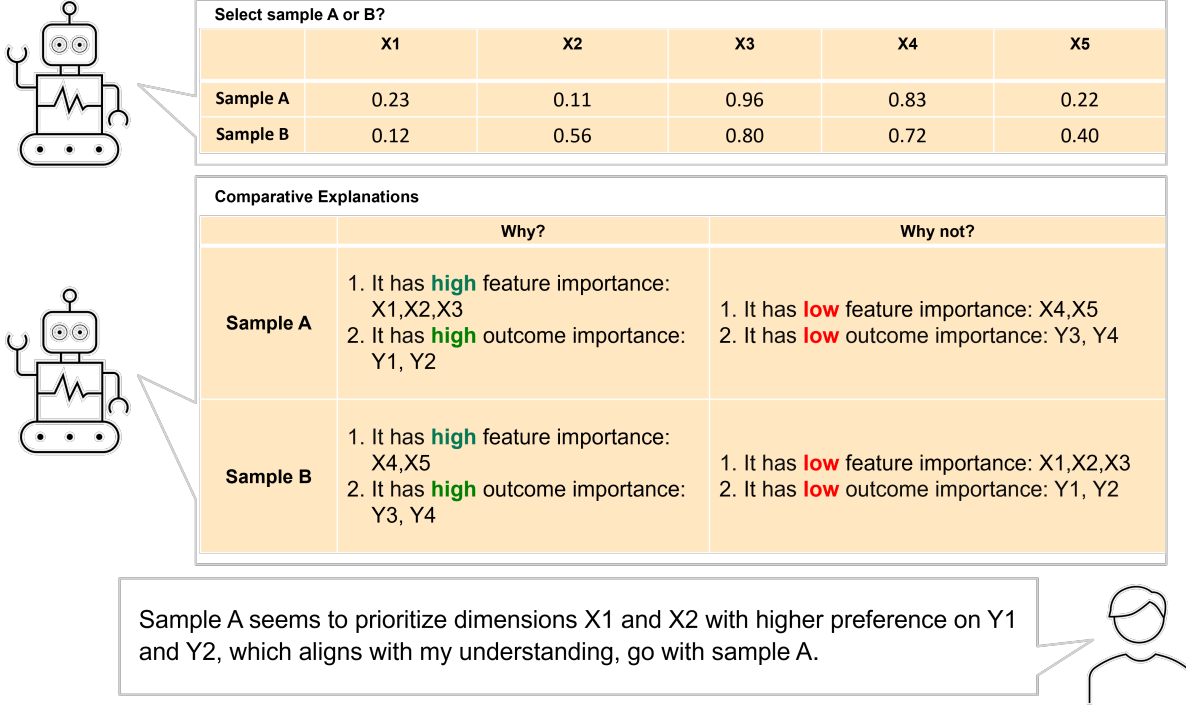 Select sample A or B?
X1 X2 X3 X4 X5
Sample A 0.23 0.11 0.96 0.83 0.22
Sample B 0.12 0.56 0.80 0.72 0.40
Comparative Explanations
Why? Why not?
Sample A
1. It has high feature importance:
X1,X2,X3
2. It has high outcome importance:
Y1, Y2
1. It has low feature importance: X4,X5
2. It has low outcome importance: Y3, Y4
Sample B
1. It has high feature importance:
X4,X5
2. It has high outcome importance:
Y3, Y4
1. It has low feature importance: X1,X2,X3
2. It has low outcome importance: Y1, Y2
Sample A seems to prioritize dimensions X1 and X2 with higher preference on Y1
and Y2, which aligns with my understanding, go with sample A.